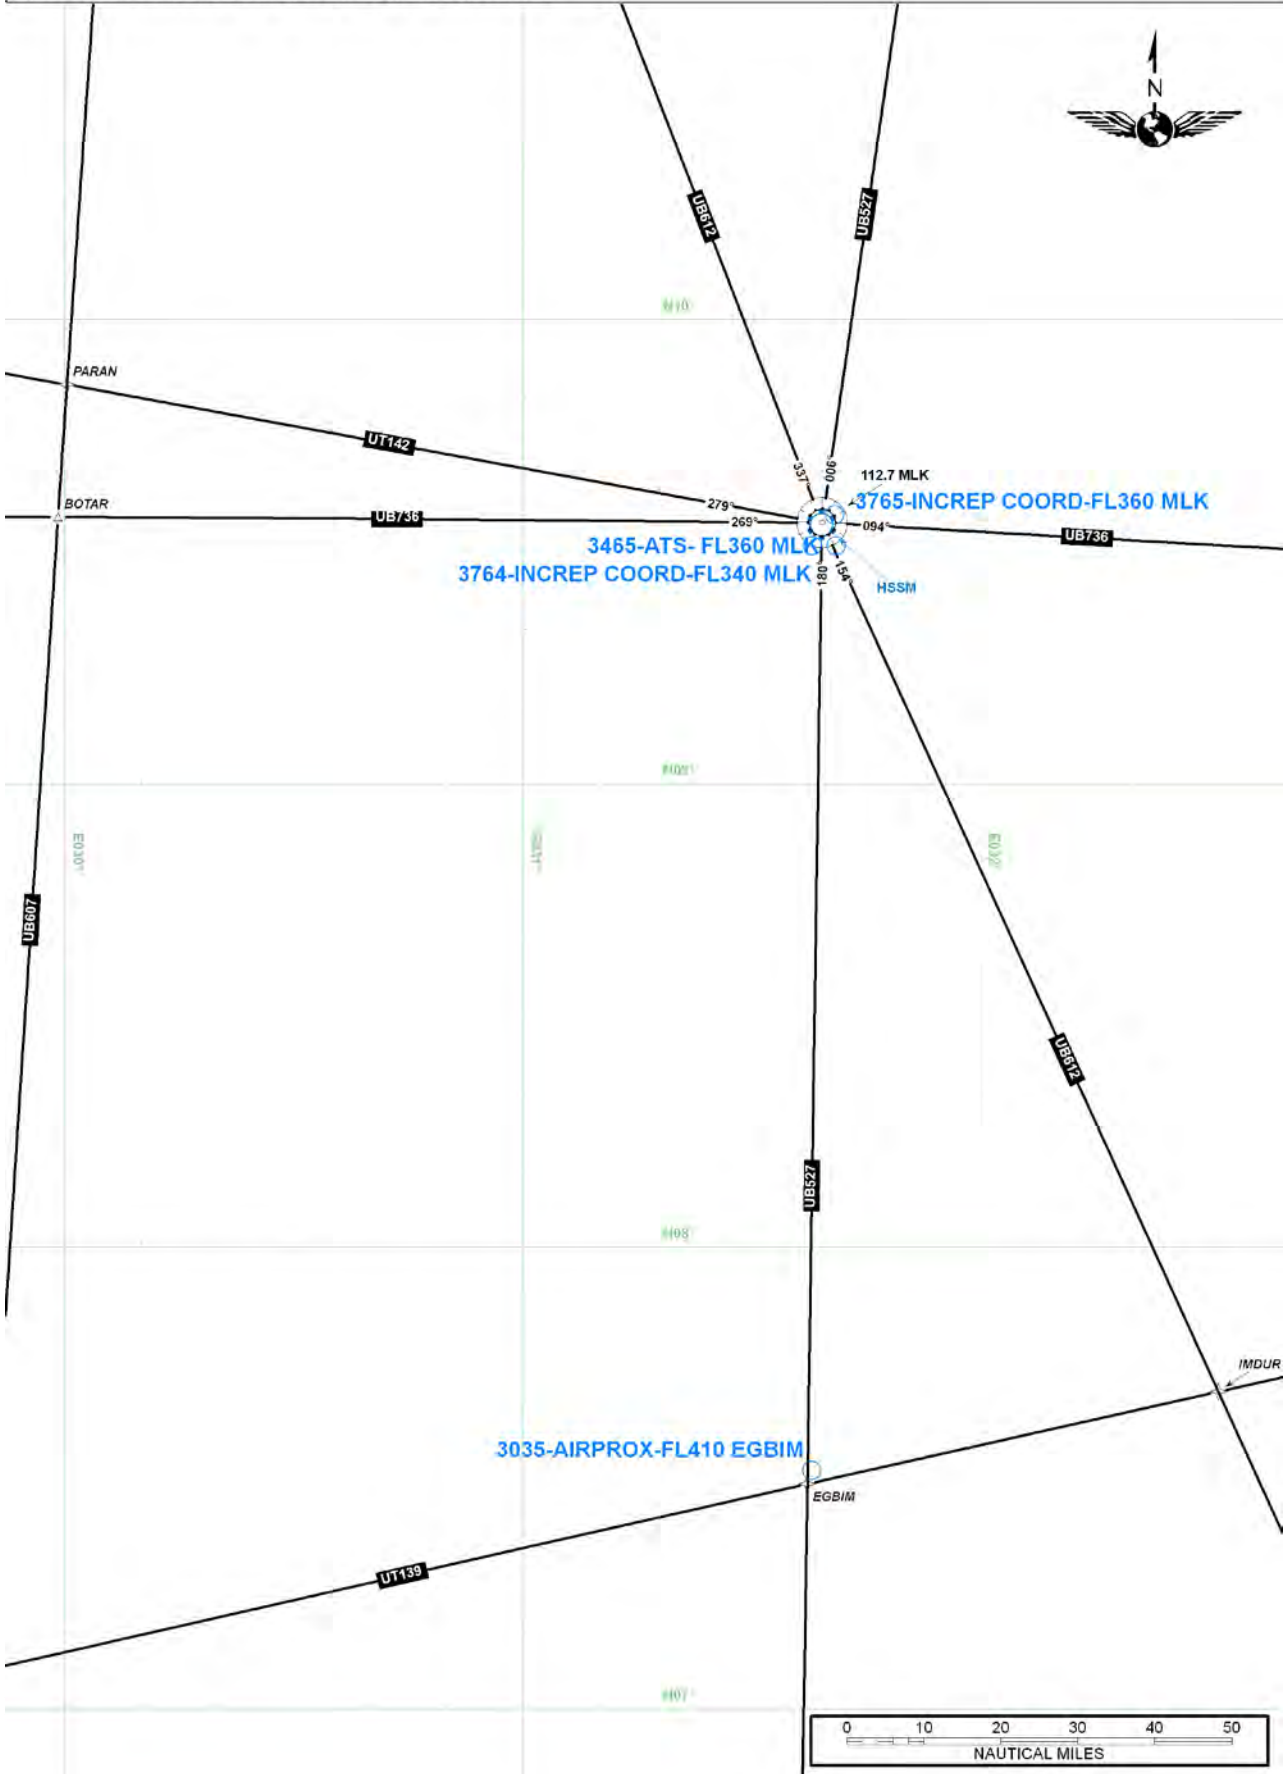 N
UB612
UB527
N10°
PARAN
UT142
337°
006°
112.7 MLK
BOTAR
279°
3765-INCREP COORD-FL360 MLK
UB736
269°
094°
UB736
3465-ATS- FL360 MLK
3764-INCREP COORD-FL340 MLK
180°
154°
HSSM
E030°
E032°
UB607
UB612
UB527
N08°
IMDUR
3035-AIRPROX-FL410 EGBIM
EGBIM
UT139
N07°
0 10 20 30 40 50
NAUTICAL MILES